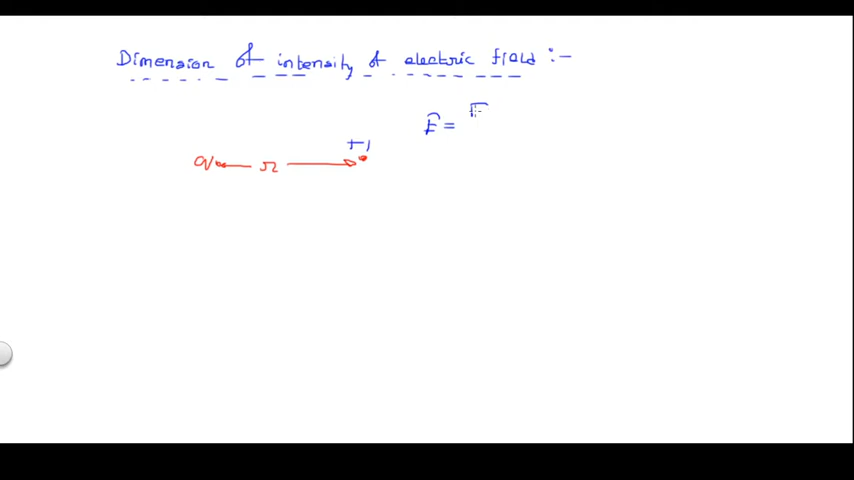 Dimension of intensity of electric field :-
E = F
+1
q r